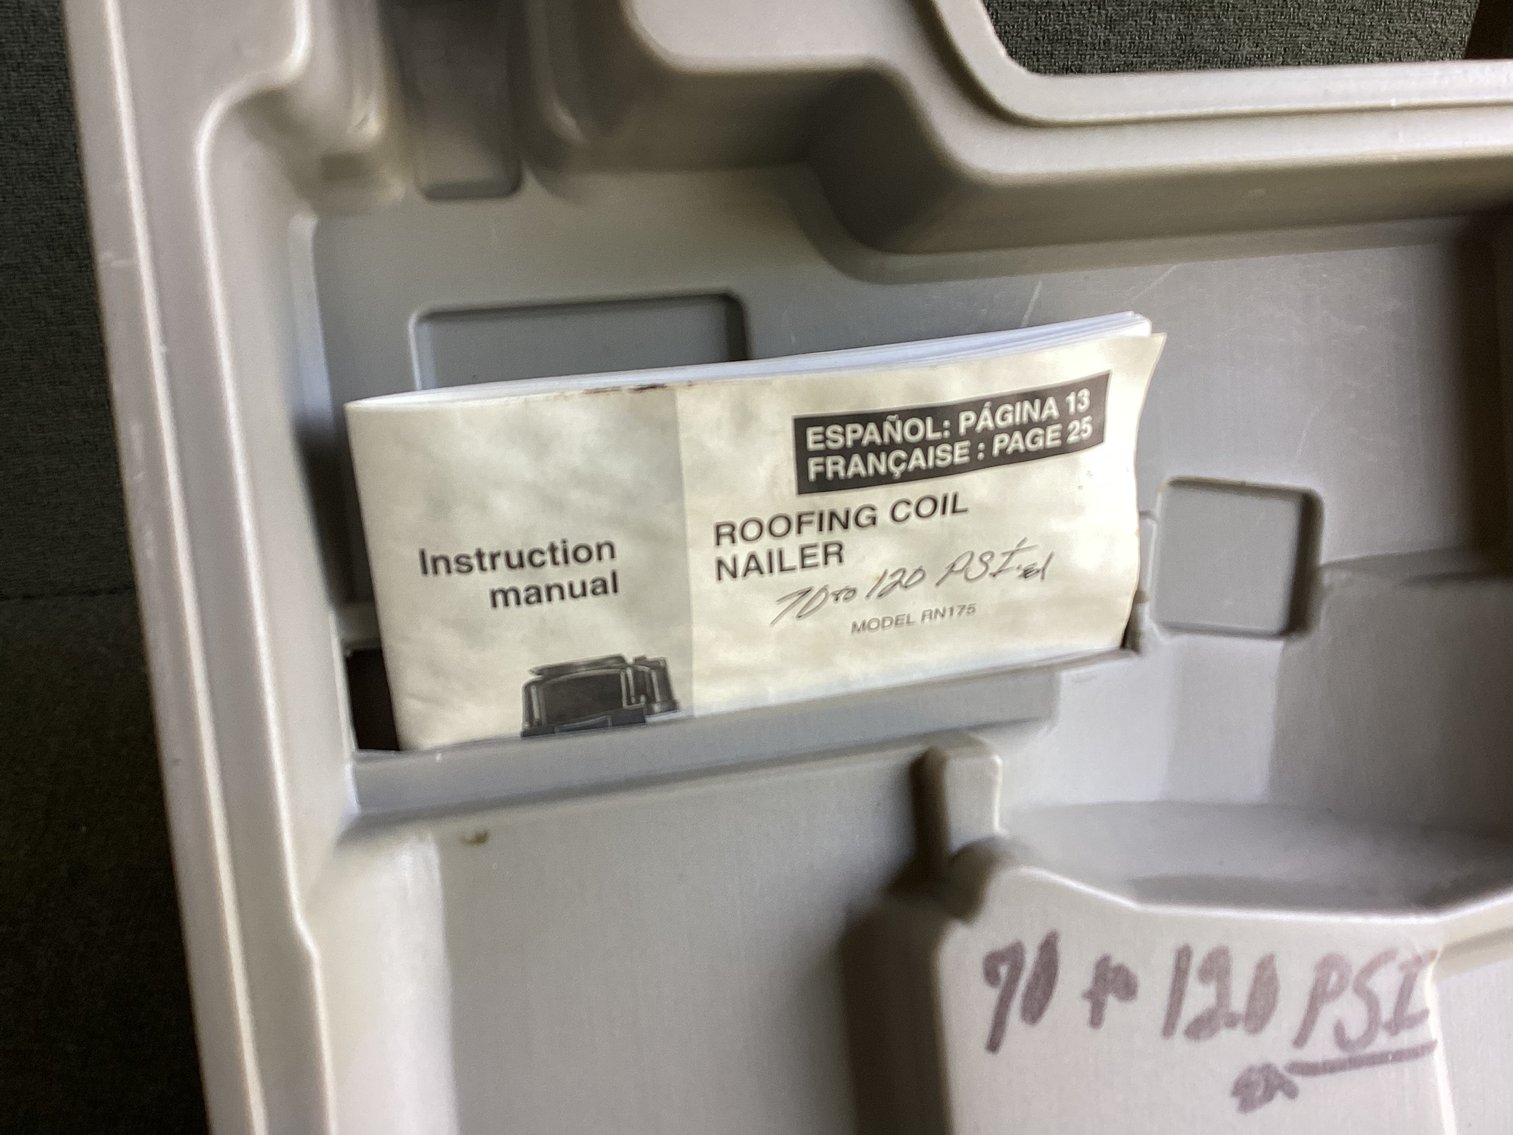 ESPAÑOL: PÁGINA 13
FRANÇAISE : PAGE 25
Instruction
manual
ROOFING COIL
NAILER
70 to 120 PSI
MODEL RN175
70 to 120 PSI